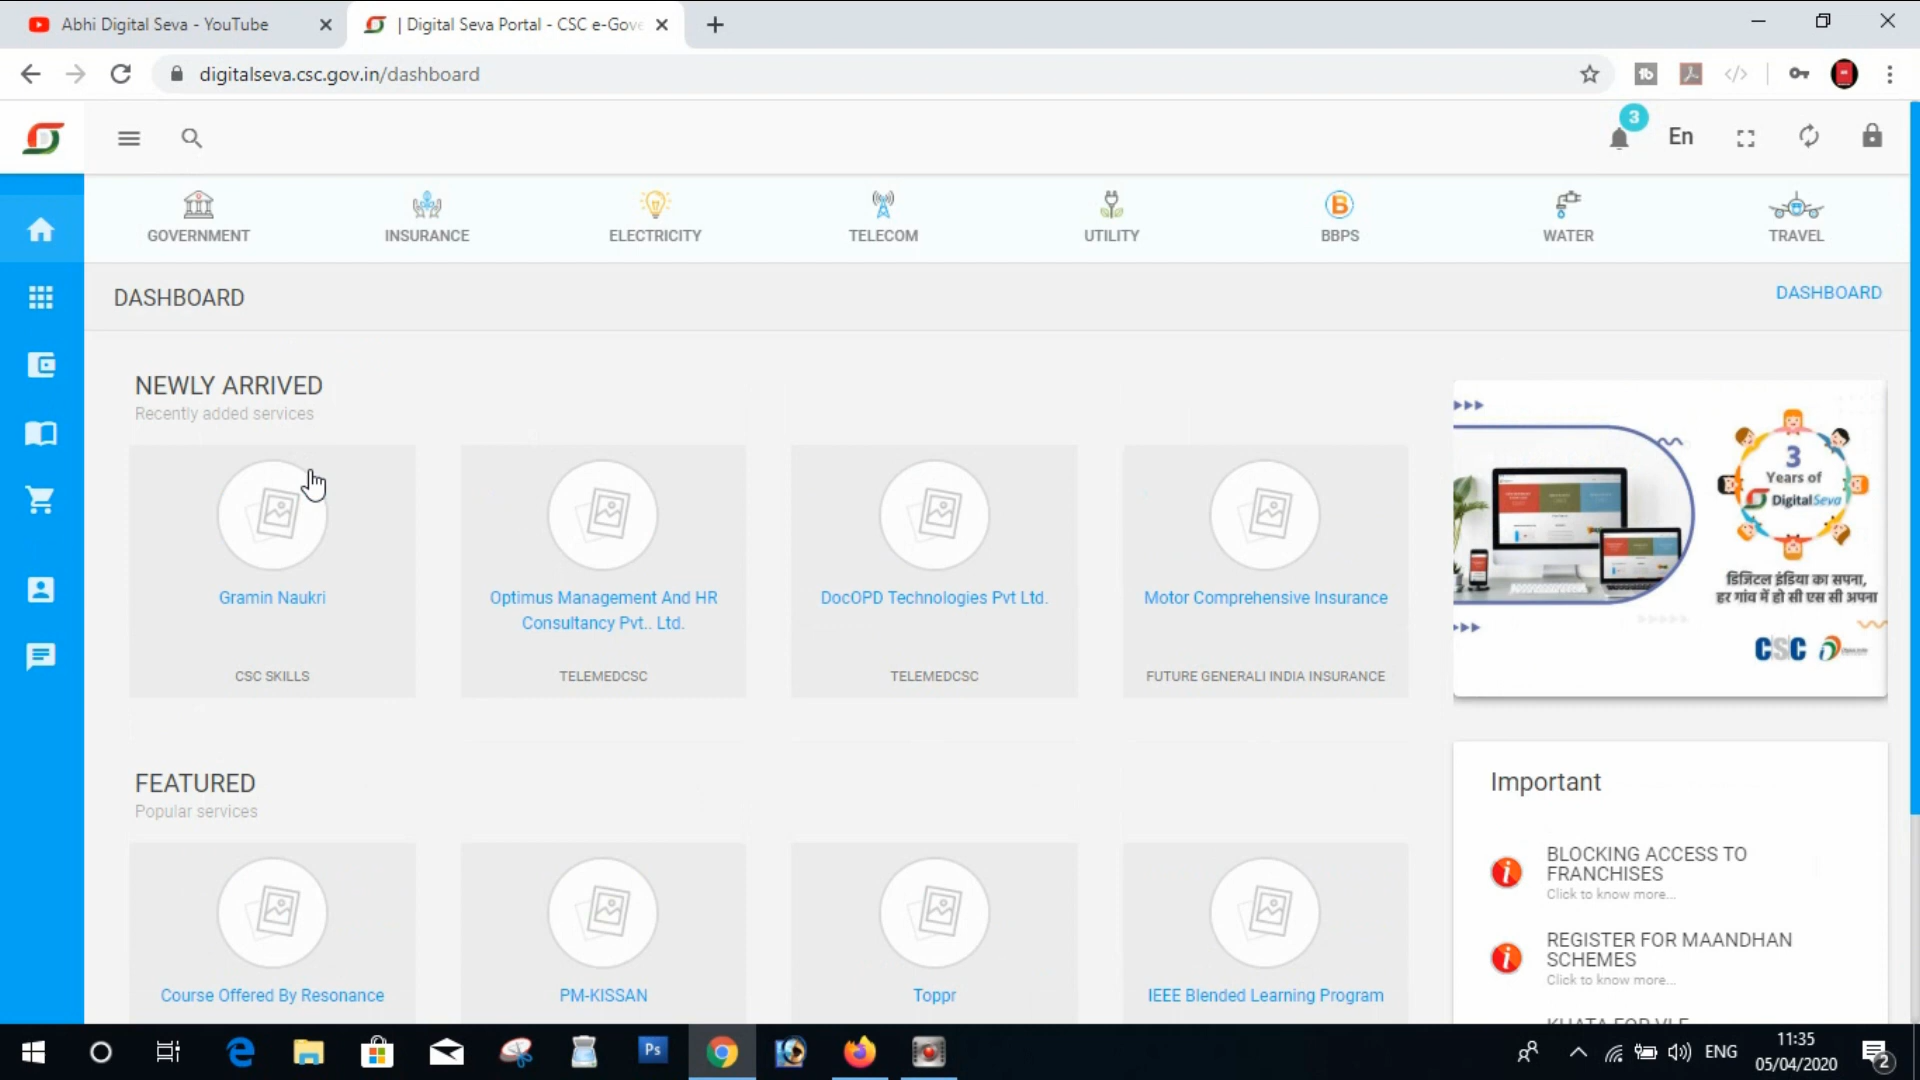 Abhi Digital Seva - YouTube
| Digital Seva Portal - CSC e-Gove
digitalseva.csc.gov.in/dashboard
3
En
GOVERNMENT
INSURANCE
ELECTRICITY
TELECOM
UTILITY
BBPS
WATER
TRAVEL
DASHBOARD
DASHBOARD
NEWLY ARRIVED
Recently added services
Gramin Naukri
CSC SKILLS
Optimus Management And HR
Consultancy Pvt.. Ltd.
TELEMEDCSC
DocOPD Technologies Pvt Ltd.
TELEMEDCSC
Motor Comprehensive Insurance
FUTURE GENERALI INDIA INSURANCE
3
Years of
DigitalSeva
डिजिटल इंडिया का सपना,
हर गांव में हो सी एस सी अपना
CSC
FEATURED
Popular services
Course Offered By Resonance
PM-KISSAN
Toppr
IEEE Blended Learning Program
Important
BLOCKING ACCESS TO
FRANCHISES
Click to know more...
REGISTER FOR MAANDHAN
SCHEMES
Click to know more...
Ps
ENG
11:35
05/04/2020
2